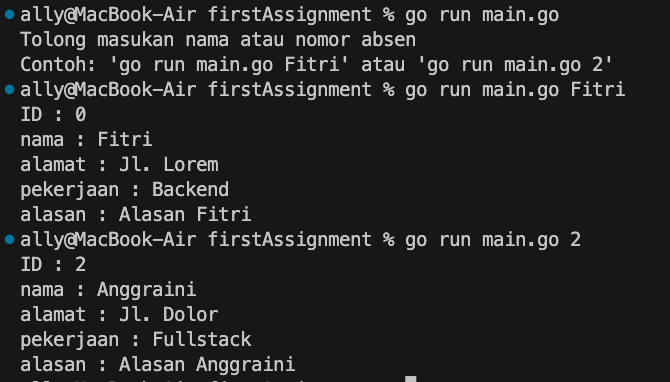 ally@MacBook-Air firstAssignment % go run main.go
Tolong masukan nama atau nomor absen
Contoh: 'go run main.go Fitri' atau 'go run main.go 2'
ally@MacBook-Air firstAssignment % go run main.go Fitri
ID : 0
nama : Fitri
alamat : Jl. Lorem
pekerjaan : Backend
alasan : Alasan Fitri
ally@MacBook-Air firstAssignment % go run main.go 2
ID : 2
nama : Anggraini
alamat : Jl. Dolor
pekerjaan : Fullstack
alasan : Alasan Anggraini